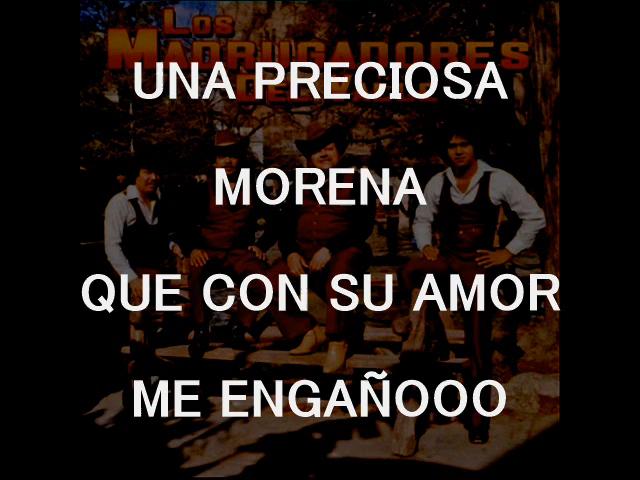 Los
MADRUGADORES
UNA PRECIOSA
MORENA
QUE CON SU AMOR
ME ENGAÑOOO